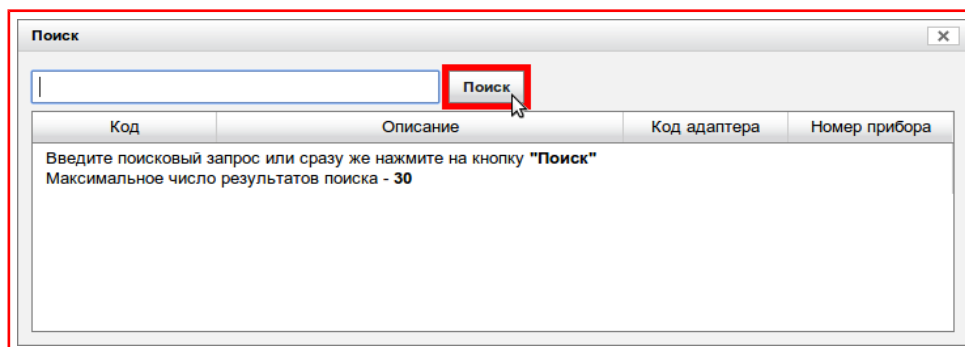 Поиск
Поиск
Код Описание Код адаптера Номер прибора
Введите поисковый запрос или сразу же нажмите на кнопку "Поиск"
Максимальное число результатов поиска - 30